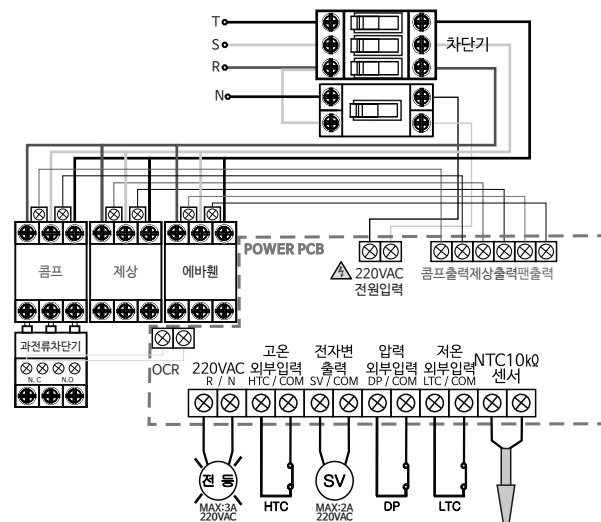 T
S
R
N
차단기
콤프
제상
에바휀
POWER PCB
220VAC
전원입력
콤프출력제상출력팬출력
과전류차단기
N.C N.O
OCR
220VAC
R / N
고온
외부입력
HTC / COM
전자변
출력
SV / COM
압력
외부입력
DP / COM
저온
외부입력
LTC / COM
NTC10kΩ
센서
전 등
MAX:3A
220VAC
HTC
SV
MAX:2A
220VAC
DP
LTC